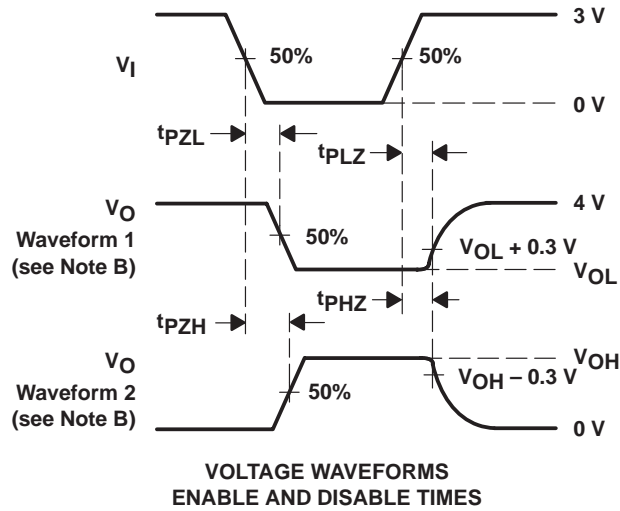 3 V
VI
50%
50%
0 V
tPZL
tPLZ
VO
Waveform 1
(see Note B)
4 V
50%
VOL + 0.3 V
VOL
tPZH
tPHZ
VO
Waveform 2
(see Note B)
VOH
50%
VOH – 0.3 V
0 V
VOLTAGE WAVEFORMS
ENABLE AND DISABLE TIMES